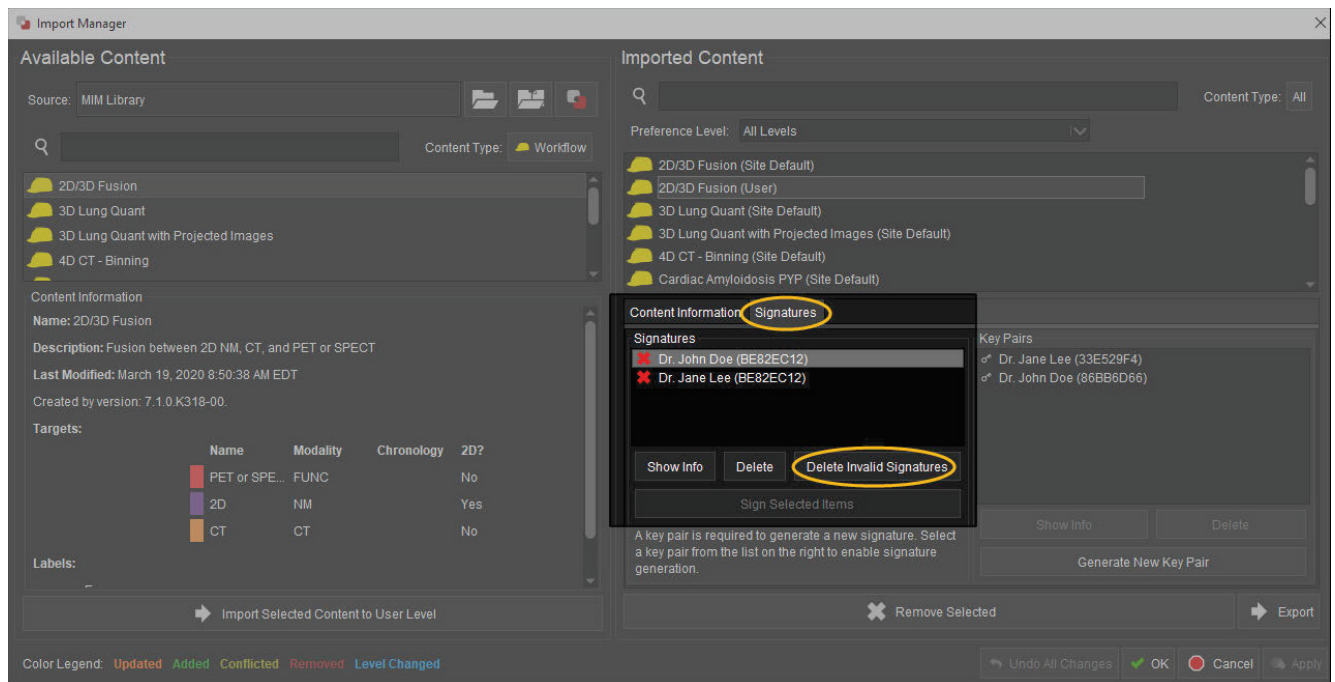 Import Manager
Available Content
Source: MIM Library
Content Type: Workflow
2D/3D Fusion
3D Lung Quant
3D Lung Quant with Projected Images
4D CT - Binning
Content Information
Name: 2D/3D Fusion
Description: Fusion between 2D NM, CT, and PET or SPECT
Last Modified: March 19, 2020 8:50:38 AM EDT
Created by version: 7.1.0.K318-00.
Targets:
Name Modality Chronology 2D?
PET or SPE... FUNC No
2D NM Yes
CT CT No
Labels:
Import Selected Content to User Level
Imported Content
Content Type: All
Preference Level: All Levels
2D/3D Fusion (Site Default)
2D/3D Fusion (User)
3D Lung Quant (Site Default)
3D Lung Quant with Projected Images (Site Default)
4D CT - Binning (Site Default)
Cardiac Amyloidosis PYP (Site Default)
Content Information Signatures
Signatures
Dr. John Doe (BE82EC12)
Dr. Jane Lee (BE82EC12)
Show Info Delete Delete Invalid Signatures
Sign Selected Items
A key pair is required to generate a new signature. Select
a key pair from the list on the right to enable signature
generation.
Key Pairs
Dr. Jane Lee (33E529F4)
Dr. John Doe (86BB6D66)
Show Info Delete
Generate New Key Pair
Remove Selected Export
Color Legend: Updated Added Conflicted Removed Level Changed
Undo All Changes OK Cancel Apply